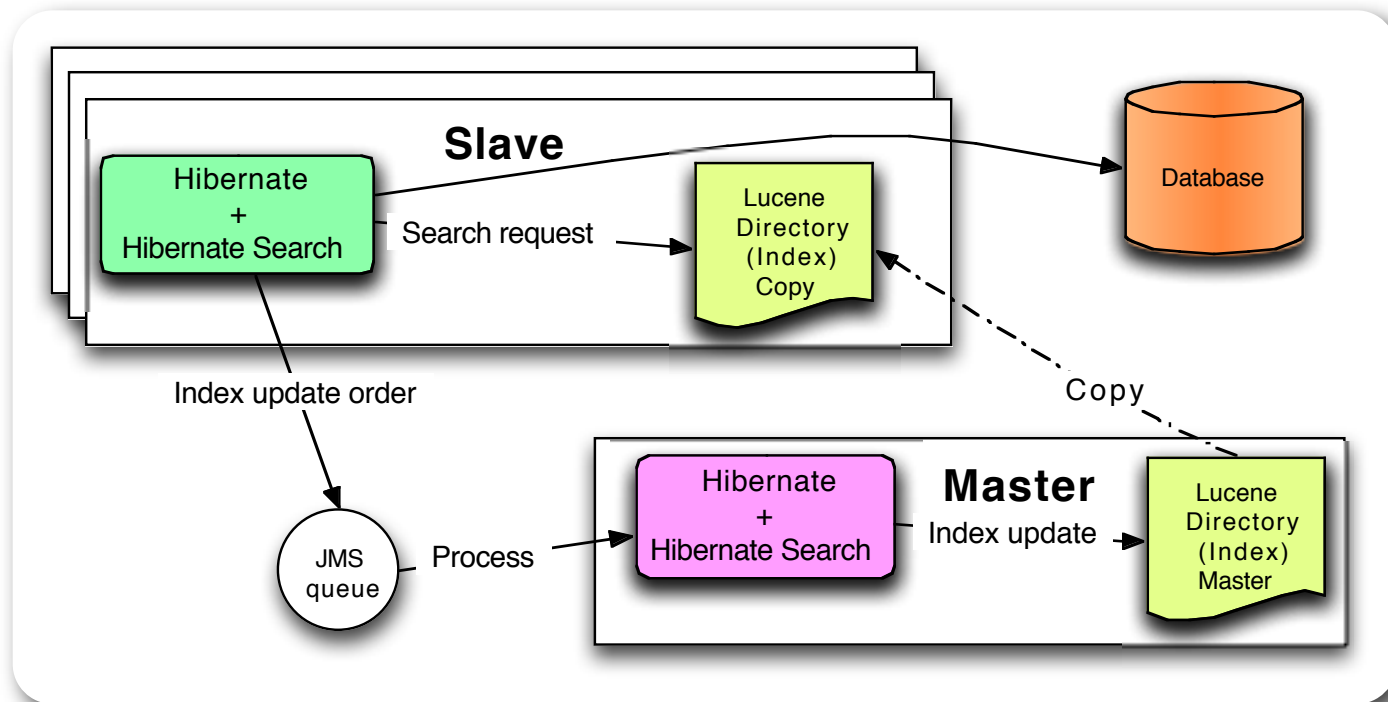 Slave
Hibernate
+
Hibernate Search
Search request
Lucene
Directory
(Index)
Copy
Database
Index update order
Copy
JMS
queue
Process
Master
Hibernate
+
Hibernate Search
Index update
Lucene
Directory
(Index)
Master